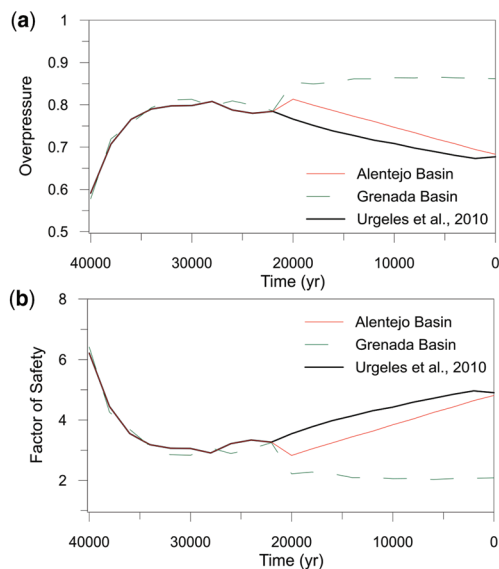 (a)
1
0.9
0.8
0.7
0.6
0.5
Overpressure
Alentejo Basin
Grenada Basin
Urgeles et al., 2010
40000 30000 20000 10000 0
Time (yr)
(b)
8
6
4
2
Factor of Safety
Alentejo Basin
Grenada Basin
Urgeles et al., 2010
40000 30000 20000 10000 0
Time (yr)